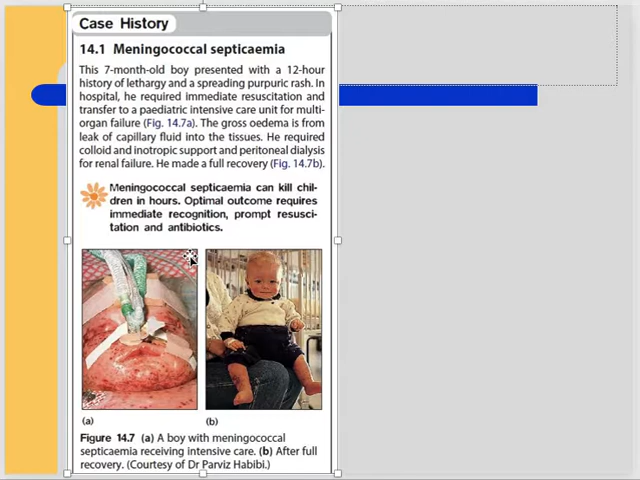 Case History
14.1 Meningococcal septicaemia
This 7-month-old boy presented with a 12-hour
history of lethargy and a spreading purpuric rash. In
hospital, he required immediate resuscitation and
transfer to a paediatric intensive care unit for multi-
organ failure (Fig. 14.7a). The gross oedema is from
leak of capillary fluid into the tissues. He required
colloid and inotropic support and peritoneal dialysis
for renal failure. He made a full recovery (Fig. 14.7b).
Meningococcal septicaemia can kill chil-
dren in hours. Optimal outcome requires
immediate recognition, prompt resusci-
tation and antibiotics.
(a)
(b)
Figure 14.7 (a) A boy with meningococcal
septicaemia receiving intensive care. (b) After full
recovery. (Courtesy of Dr Parviz Habibi.)